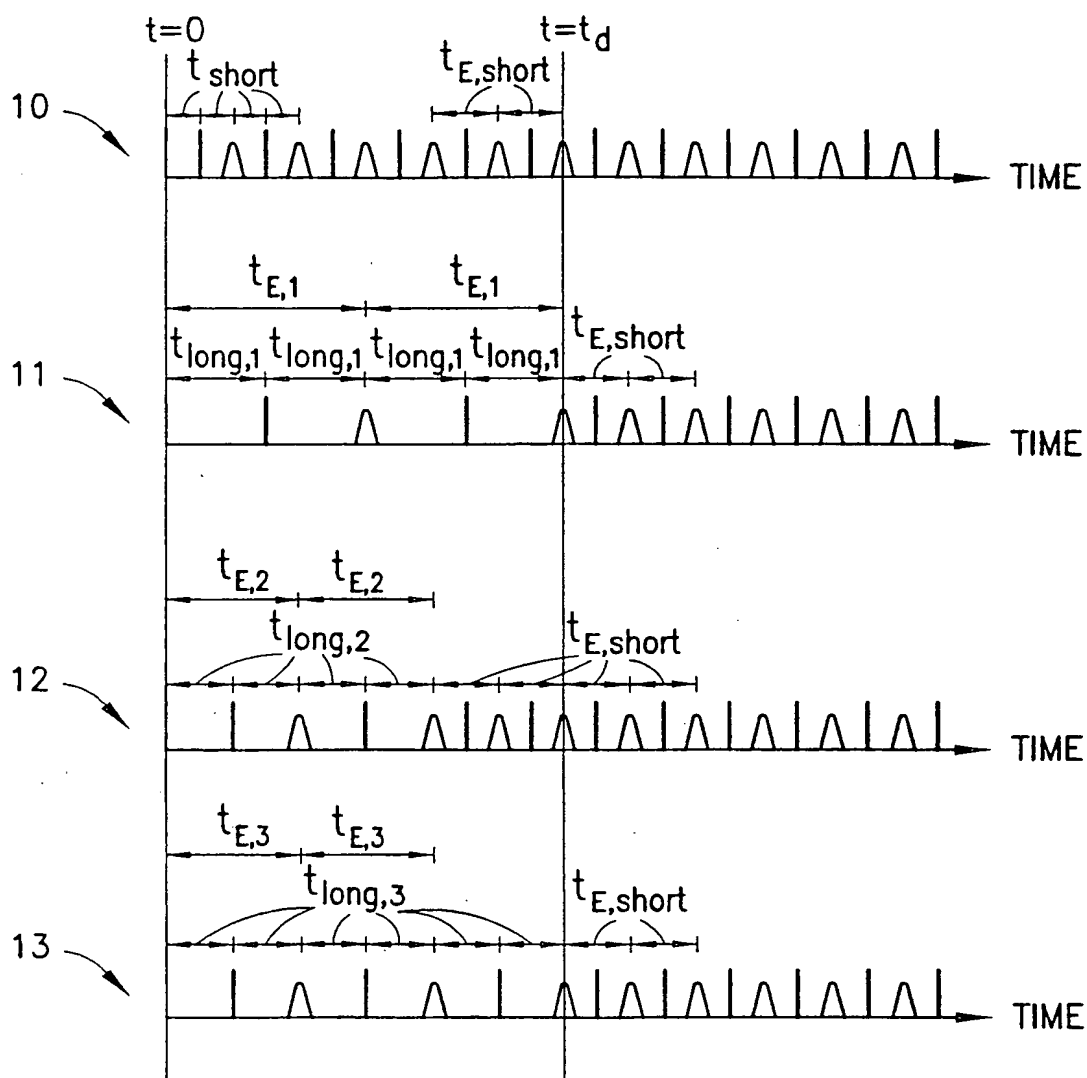 t=0 t=t_d
t_short t_E,short
10
TIME
t_E,1 t_E,1
t_long,1 t_long,1 t_long,1 t_long,1 t_E,short
11
TIME
t_E,2 t_E,2
t_long,2 t_E,short
12
TIME
t_E,3 t_E,3
t_long,3 t_E,short
13
TIME